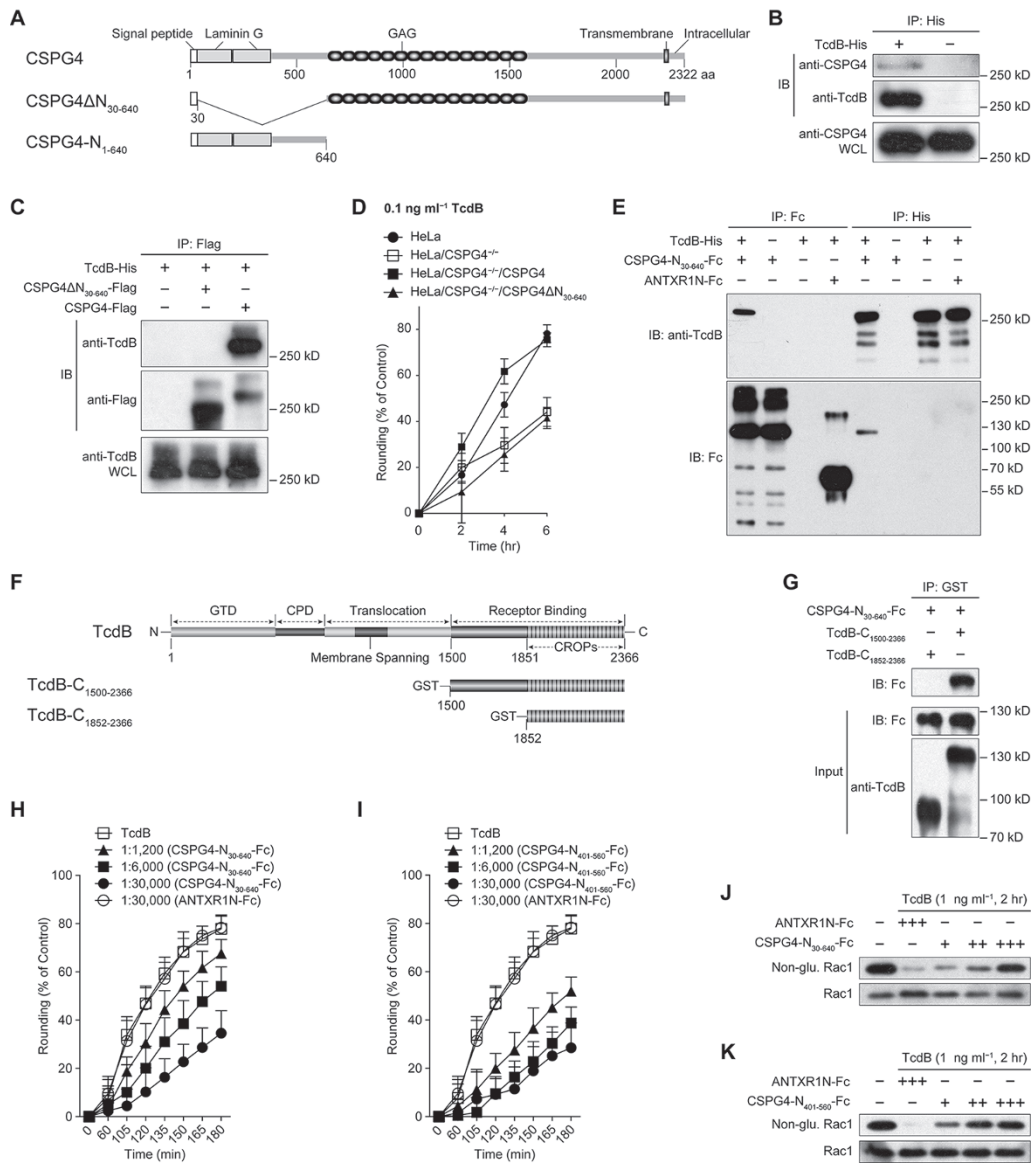 A
Signal peptide
Laminin G
GAG
Transmembrane
Intracellular
CSPG4
1
500
1000
1500
2000
2322 aa
CSPG4ΔN30-640
30
CSPG4-N1-640
640
B
IP: His
TcdB-His + −
anti-CSPG4
250 kD
IB
anti-TcdB
250 kD
anti-CSPG4
WCL
250 kD
C
IP: Flag
TcdB-His + + +
CSPG4ΔN30-640-Flag − + −
CSPG4-Flag − − +
IB
anti-TcdB
250 kD
anti-Flag
250 kD
anti-TcdB
WCL
250 kD
D 0.1 ng ml⁻¹ TcdB
HeLa
HeLa/CSPG4⁻/⁻
HeLa/CSPG4⁻/⁻/CSPG4
HeLa/CSPG4⁻/⁻/CSPG4ΔN30-640
Rounding (% of Control)
80
60
40
20
0
0 2 4 6
Time (hr)
E
IP: Fc IP: His
TcdB-His + − + + + − + +
CSPG4-N30-640-Fc + + − − + + − −
ANTXR1N-Fc − − − + − − − +
IB: anti-TcdB
250 kD
IB: Fc
250 kD
130 kD
100 kD
70 kD
55 kD
F
GTD CPD Translocation Receptor Binding
TcdB N C
CROPs
1
Membrane Spanning
1500
1851
2366
TcdB-C1500-2366
GST
1500
TcdB-C1852-2366
GST
1852
G
IP: GST
CSPG4-N30-640-Fc + +
TcdB-C1500-2366 − +
TcdB-C1852-2366 + −
IB: Fc
IB: Fc
130 kD
Input
anti-TcdB
130 kD
100 kD
70 kD
H
TcdB
1:1,200 (CSPG4-N30-640-Fc)
1:6,000 (CSPG4-N30-640-Fc)
1:30,000 (CSPG4-N30-640-Fc)
1:30,000 (ANTXR1N-Fc)
Rounding (% of Control)
100
80
60
40
20
0
0 60 105 120 135 150 165 180
Time (min)
I
TcdB
1:1,200 (CSPG4-N401-560-Fc)
1:6,000 (CSPG4-N401-560-Fc)
1:30,000 (CSPG4-N401-560-Fc)
1:30,000 (ANTXR1N-Fc)
Rounding (% of Control)
100
80
60
40
20
0
0 60 105 120 135 150 165 180
Time (min)
J
TcdB (1 ng ml⁻¹, 2 hr)
ANTXR1N-Fc − +++ − − −
CSPG4-N30-640-Fc − − + ++ +++
Non-glu. Rac1
Rac1
K
TcdB (1 ng ml⁻¹, 2 hr)
ANTXR1N-Fc − +++ − − −
CSPG4-N401-560-Fc − − + ++ +++
Non-glu. Rac1
Rac1